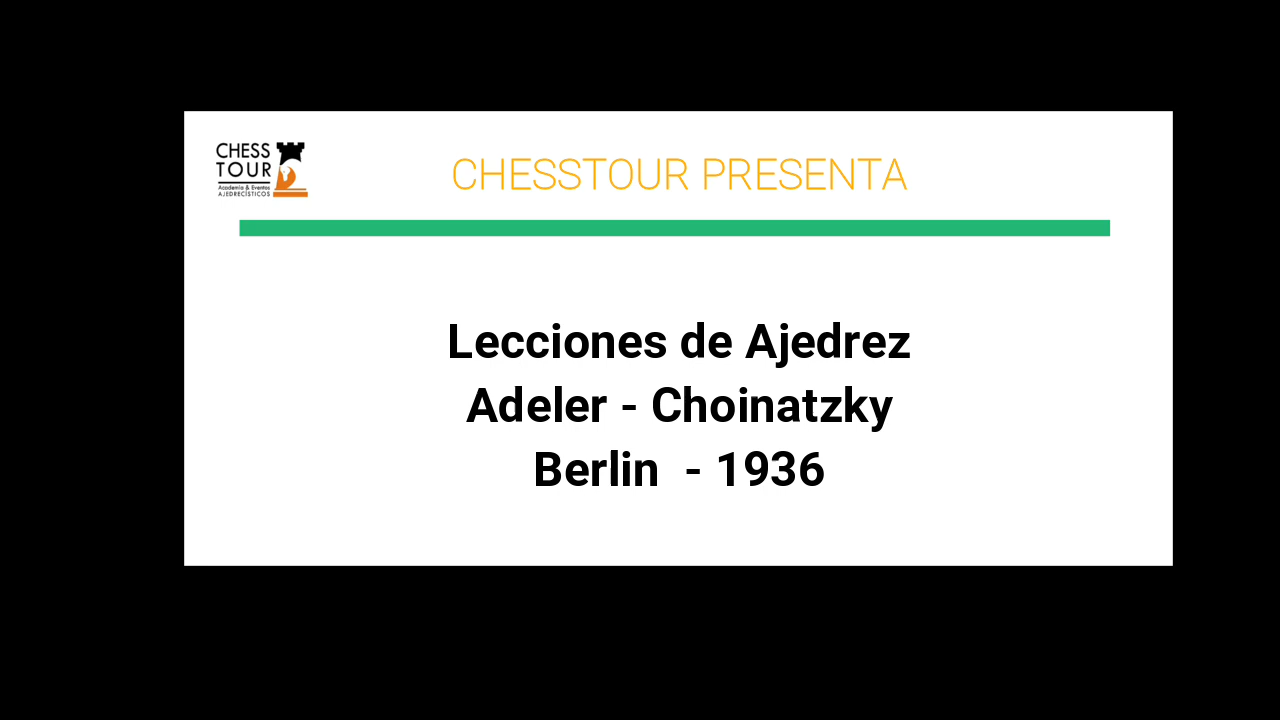 CHESS
TOUR
Academia & Eventos
AJEDRECÍSTICOS
CHESSTOUR PRESENTA
Lecciones de Ajedrez
Adeler - Choinatzky
Berlin - 1936